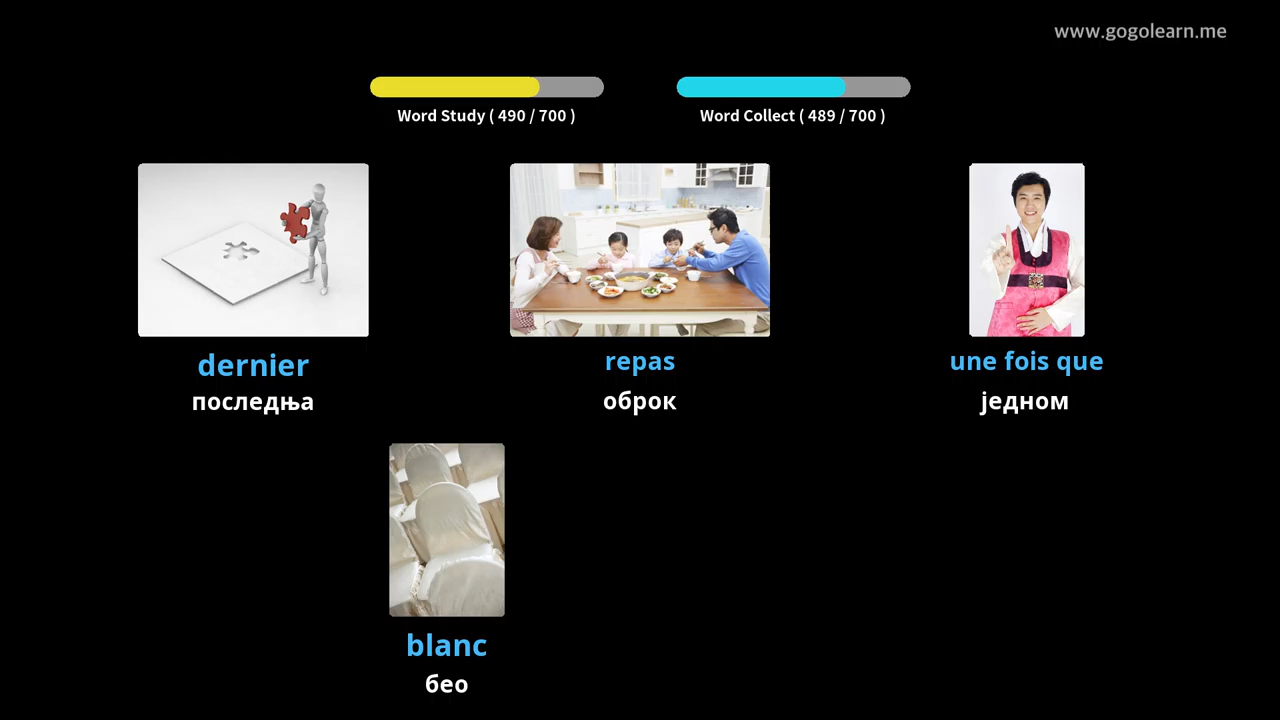 www.gogolearn.me
Word Study ( 490 / 700 )
Word Collect ( 489 / 700 )
dernier
последња
repas
оброк
une fois que
једном
blanc
бео